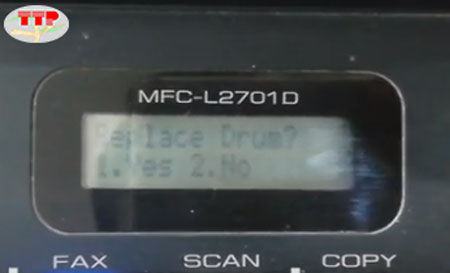 TTP
MFC-L2701D
Replace Drum?
1.Yes 2.No
FAX SCAN COPY